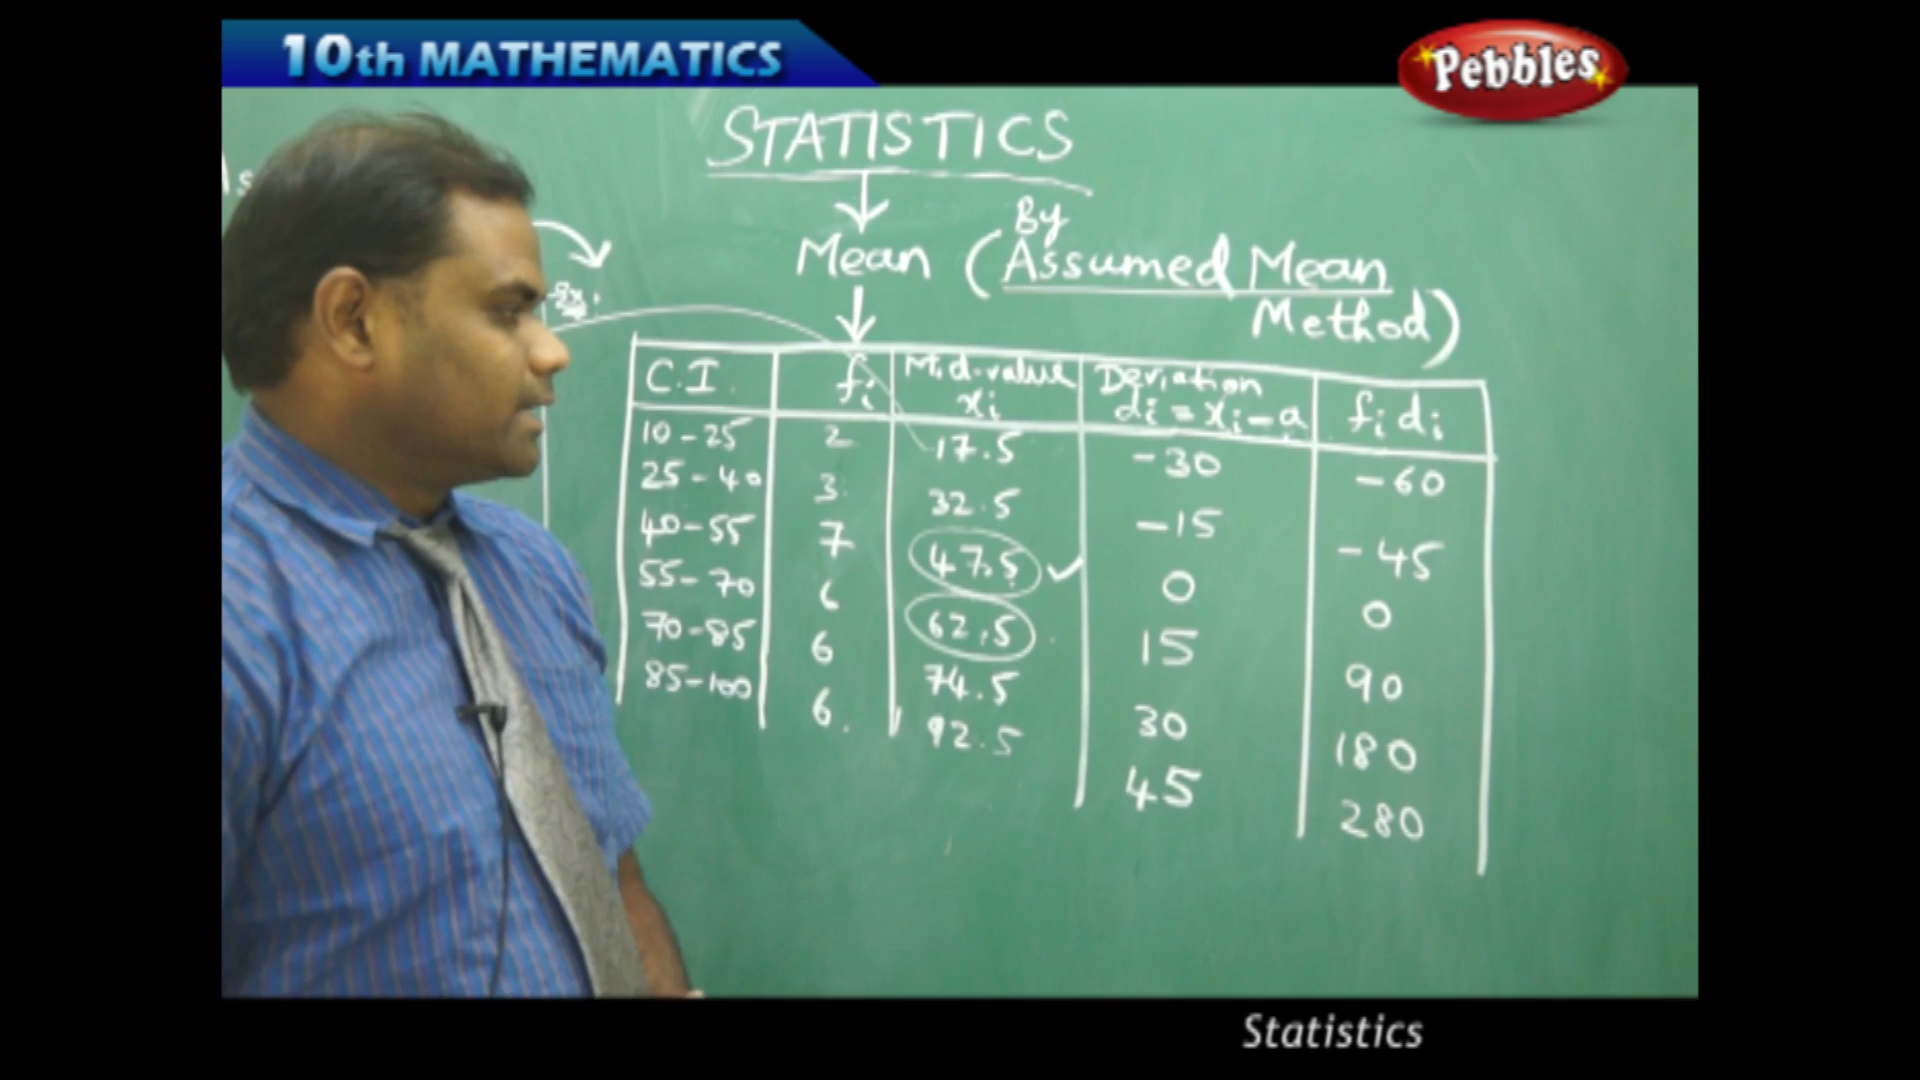 10th MATHEMATICS
Pebbles
STATISTICS
By
Mean (Assumed Mean
Method)
C.I. fi Mid-value xi Deviation di = xi - a fi di
10-25 2 17.5 -30 -60
25-40 3 32.5 -15 -45
40-55 7 47.5 ✓ 0 0
55-70 6 62.5 15 90
70-85 6 74.5 30 180
85-100 6 92.5 45 280
Statistics